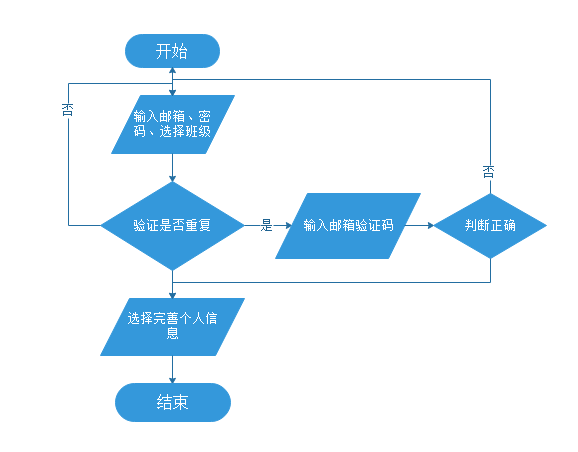 开始
否
输入邮箱、密
码、选择班级
否
验证是否重复
是
输入邮箱验证码
判断正确
选择完善个人信
息
结束